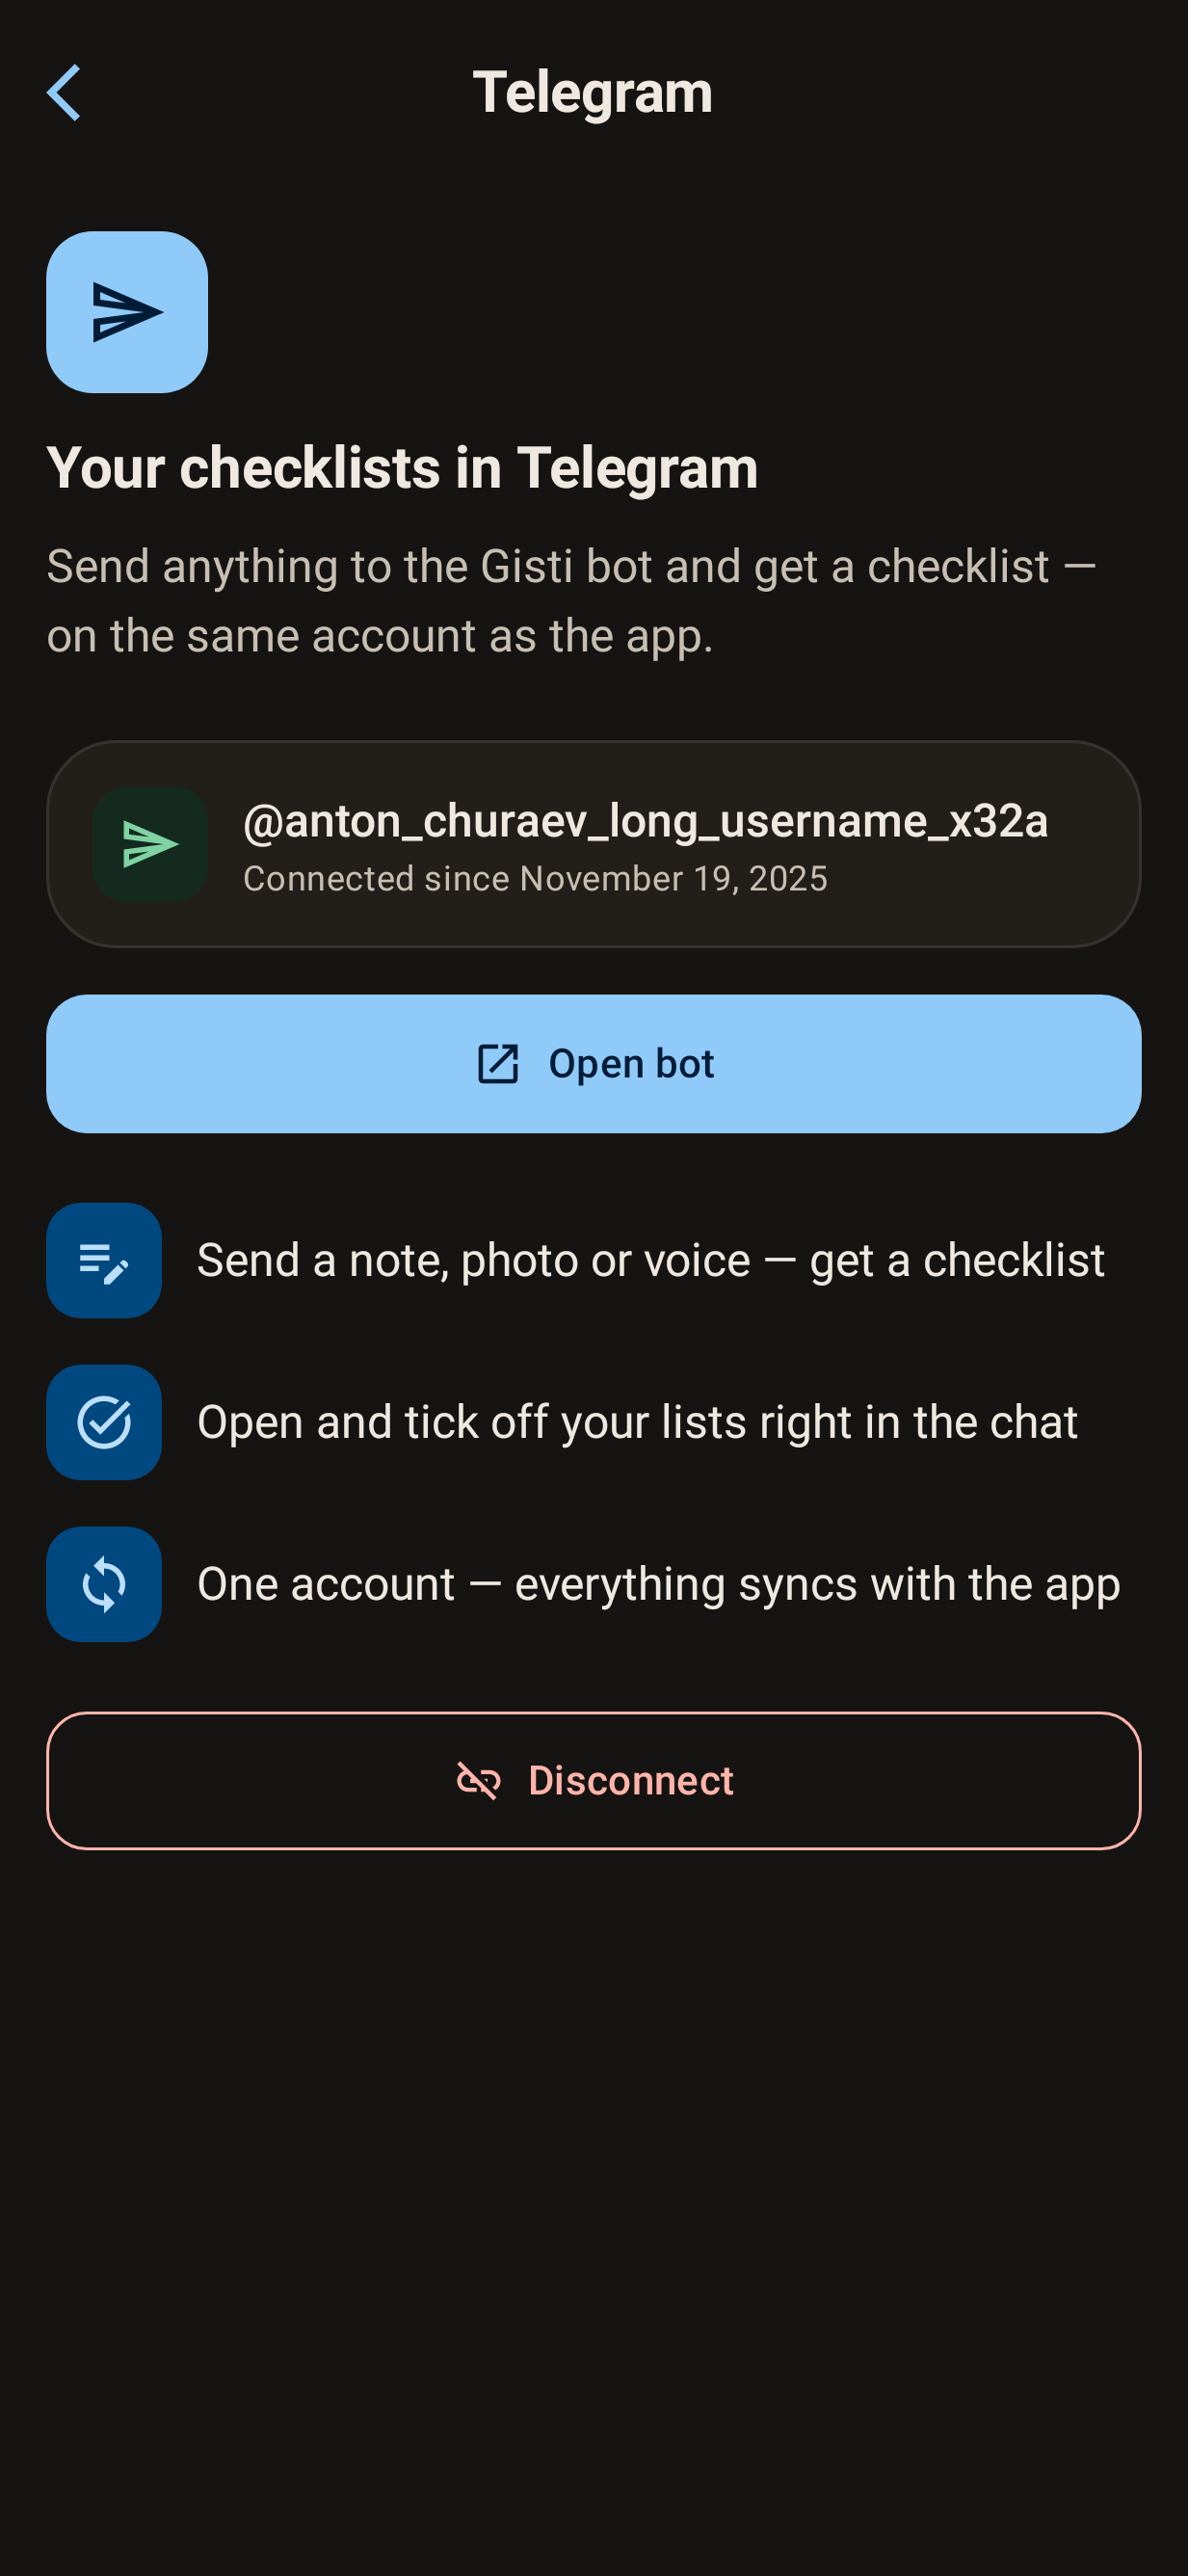 Telegram
Your checklists in Telegram
Send anything to the Gisti bot and get a checklist —
on the same account as the app.
@anton_churaev_long_username_x32a
Connected since November 19, 2025
Open bot
Send a note, photo or voice — get a checklist
Open and tick off your lists right in the chat
One account — everything syncs with the app
Disconnect